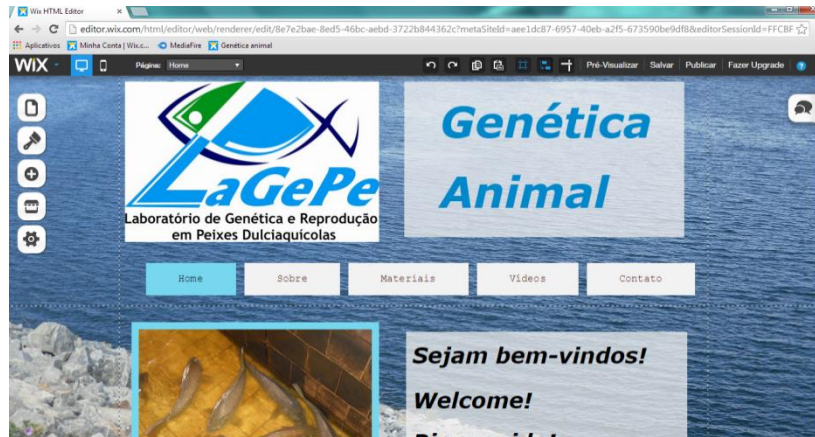 Wix HTML Editor
editor.wix.com/html/editor/web/renderer/edit/8e7e2bae-8ed5-46bc-aebd-3722b844362c?metaSiteId=aee1dc87-6957-40eb-a2f5-673590be9df8&editorSessionId=FFCBF
Aplicativos Minha Conta | Wix.c... MediaFire Genética animal
WiX Página: Home Pré-Visualizar Salvar Publicar Fazer Upgrade ?
LaGePe
Laboratório de Genética e Reprodução
em Peixes Dulciaquícolas
Genética
Animal
Home Sobre Materiais Vídeos Contato
Sejam bem-vindos!
Welcome!